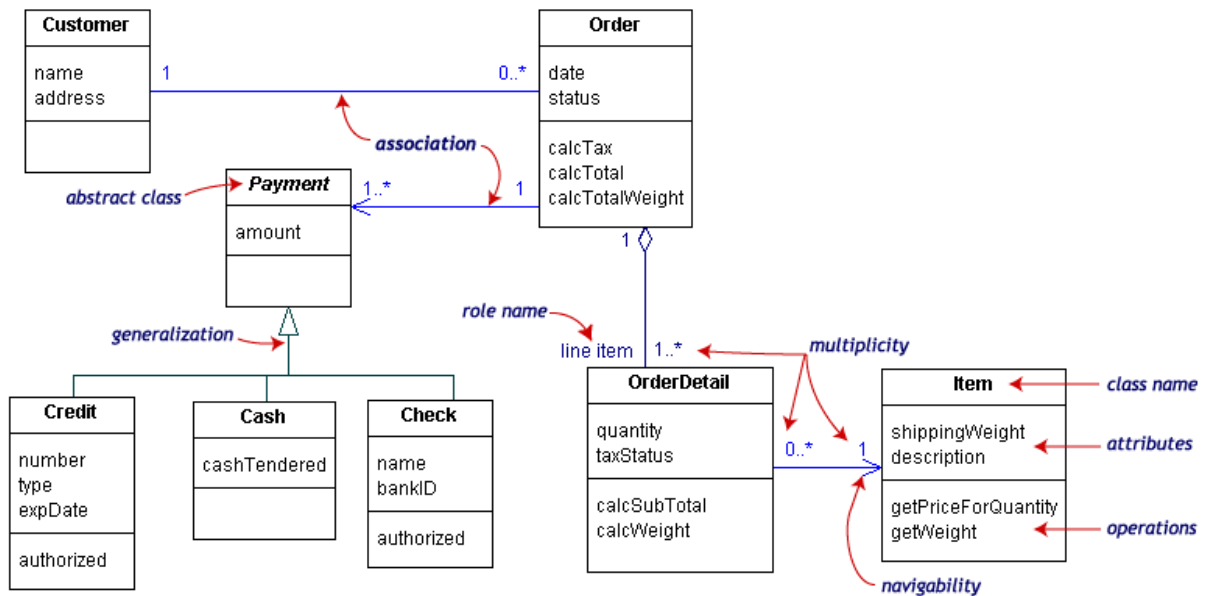 Customer
name
address
1
0..*
Order
date
status
calcTax
calcTotal
calcTotalWeight
association
abstract class
Payment
amount
1..*
1
1
generalization
role name
line item
1..*
multiplicity
Credit
number
type
expDate
authorized
Cash
cashTendered
Check
name
bankID
authorized
OrderDetail
quantity
taxStatus
calcSubTotal
calcWeight
0..*
1
Item
shippingWeight
description
getPriceForQuantity
getWeight
class name
attributes
operations
navigability